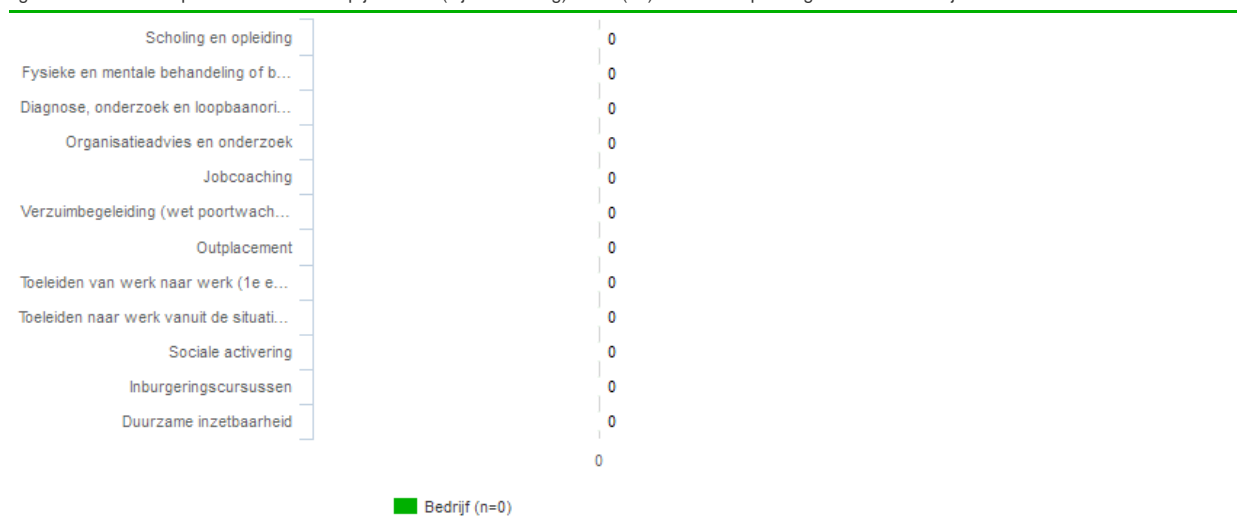 Scholing en opleiding 0
Fysieke en mentale behandeling of b... 0
Diagnose, onderzoek en loopbaanori... 0
Organisatieadvies en onderzoek 0
Jobcoaching 0
Verzuimbegeleiding (wet poortwach... 0
Outplacement 0
Toeleiden van werk naar werk (1e e... 0
Toeleiden naar werk vanuit de situati... 0
Sociale activering 0
Inburgeringscursussen 0
Duurzame inzetbaarheid 0
0
Bedrijf (n=0)